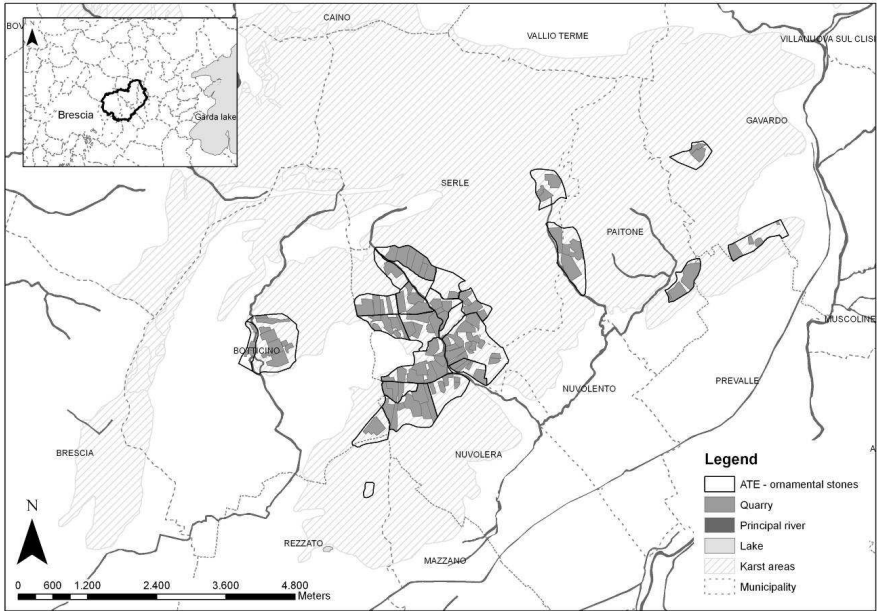 CAINO
BOV
VALLIO TERME
VILLANUOVA SUL CLISI
Brescia
Garda lake
GAVARDO
SERLE
PAITONE
MUSCOLINE
BOTTICINO
PREVALLE
NUVOLENTO
BRESCIA
NUVOLERA
A
REZZATO
MAZZANO
N
0 600 1.200 2.400 3.600 4.800
Meters
Legend
ATE - ornamental stones
Quarry
Principal river
Lake
Karst areas
Municipality